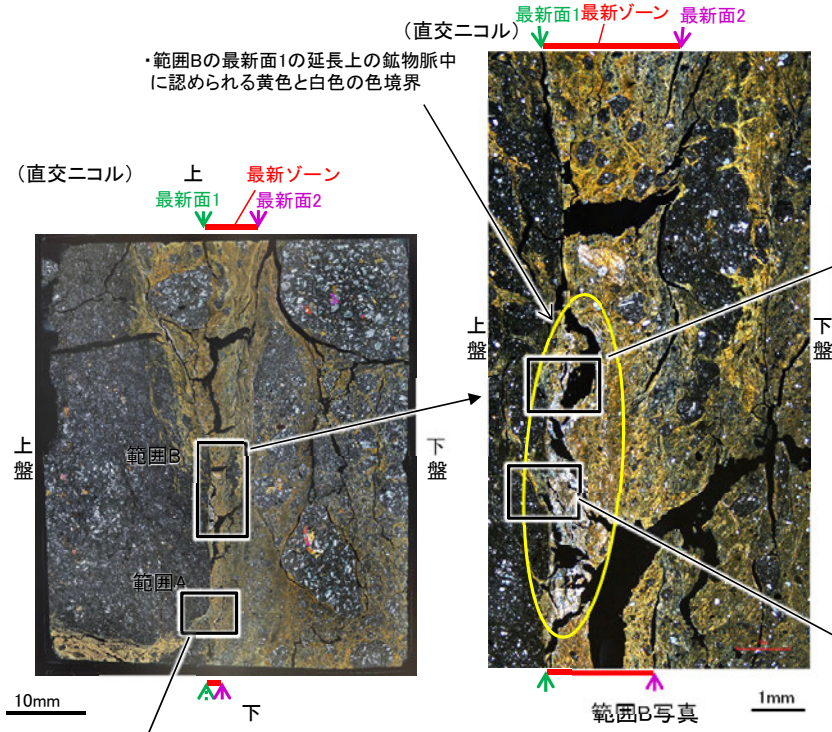 最新面1 最新ゾーン 最新面2
(直交ニコル)
・範囲Bの最新面1の延長上の鉱物脈中
に認められる黄色と白色の色境界
(直交ニコル)
上
最新ゾーン
最新面1
最新面2
上盤
下盤
範囲B
範囲A
10mm
下
上盤
下盤
範囲B写真
1mm